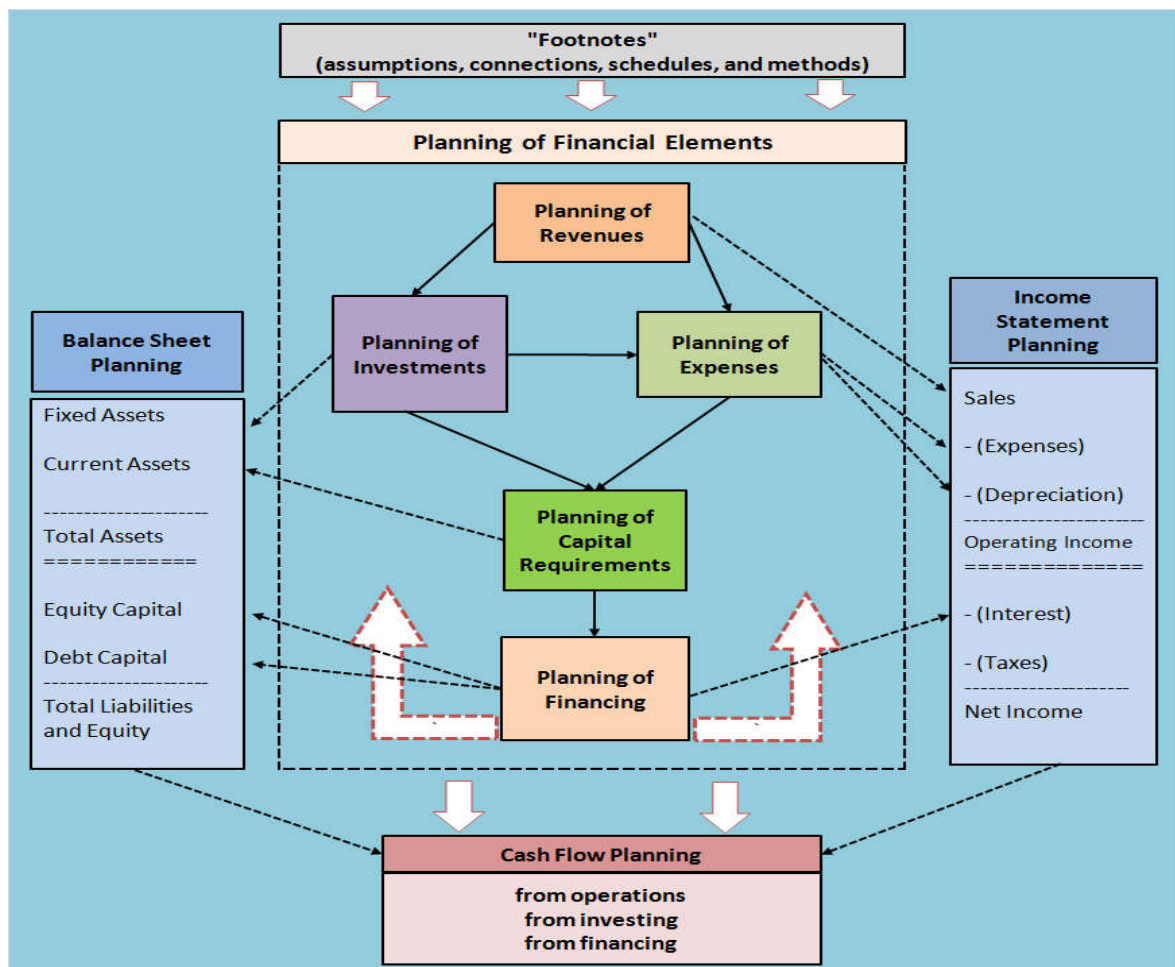 "Footnotes"
(assumptions, connections, schedules, and methods)
Planning of Financial Elements
Planning of
Revenues
Planning of
Investments
Planning of
Expenses
Planning of
Capital
Requirements
Planning of
Financing
Balance Sheet
Planning
Fixed Assets
Current Assets
---------------------
Total Assets
============
Equity Capital
Debt Capital
---------------------
Total Liabilities
and Equity
Income
Statement
Planning
Sales
- (Expenses)
- (Depreciation)
-----------------------
Operating Income
==============
- (Interest)
- (Taxes)
---------------------
Net Income
Cash Flow Planning
from operations
from investing
from financing